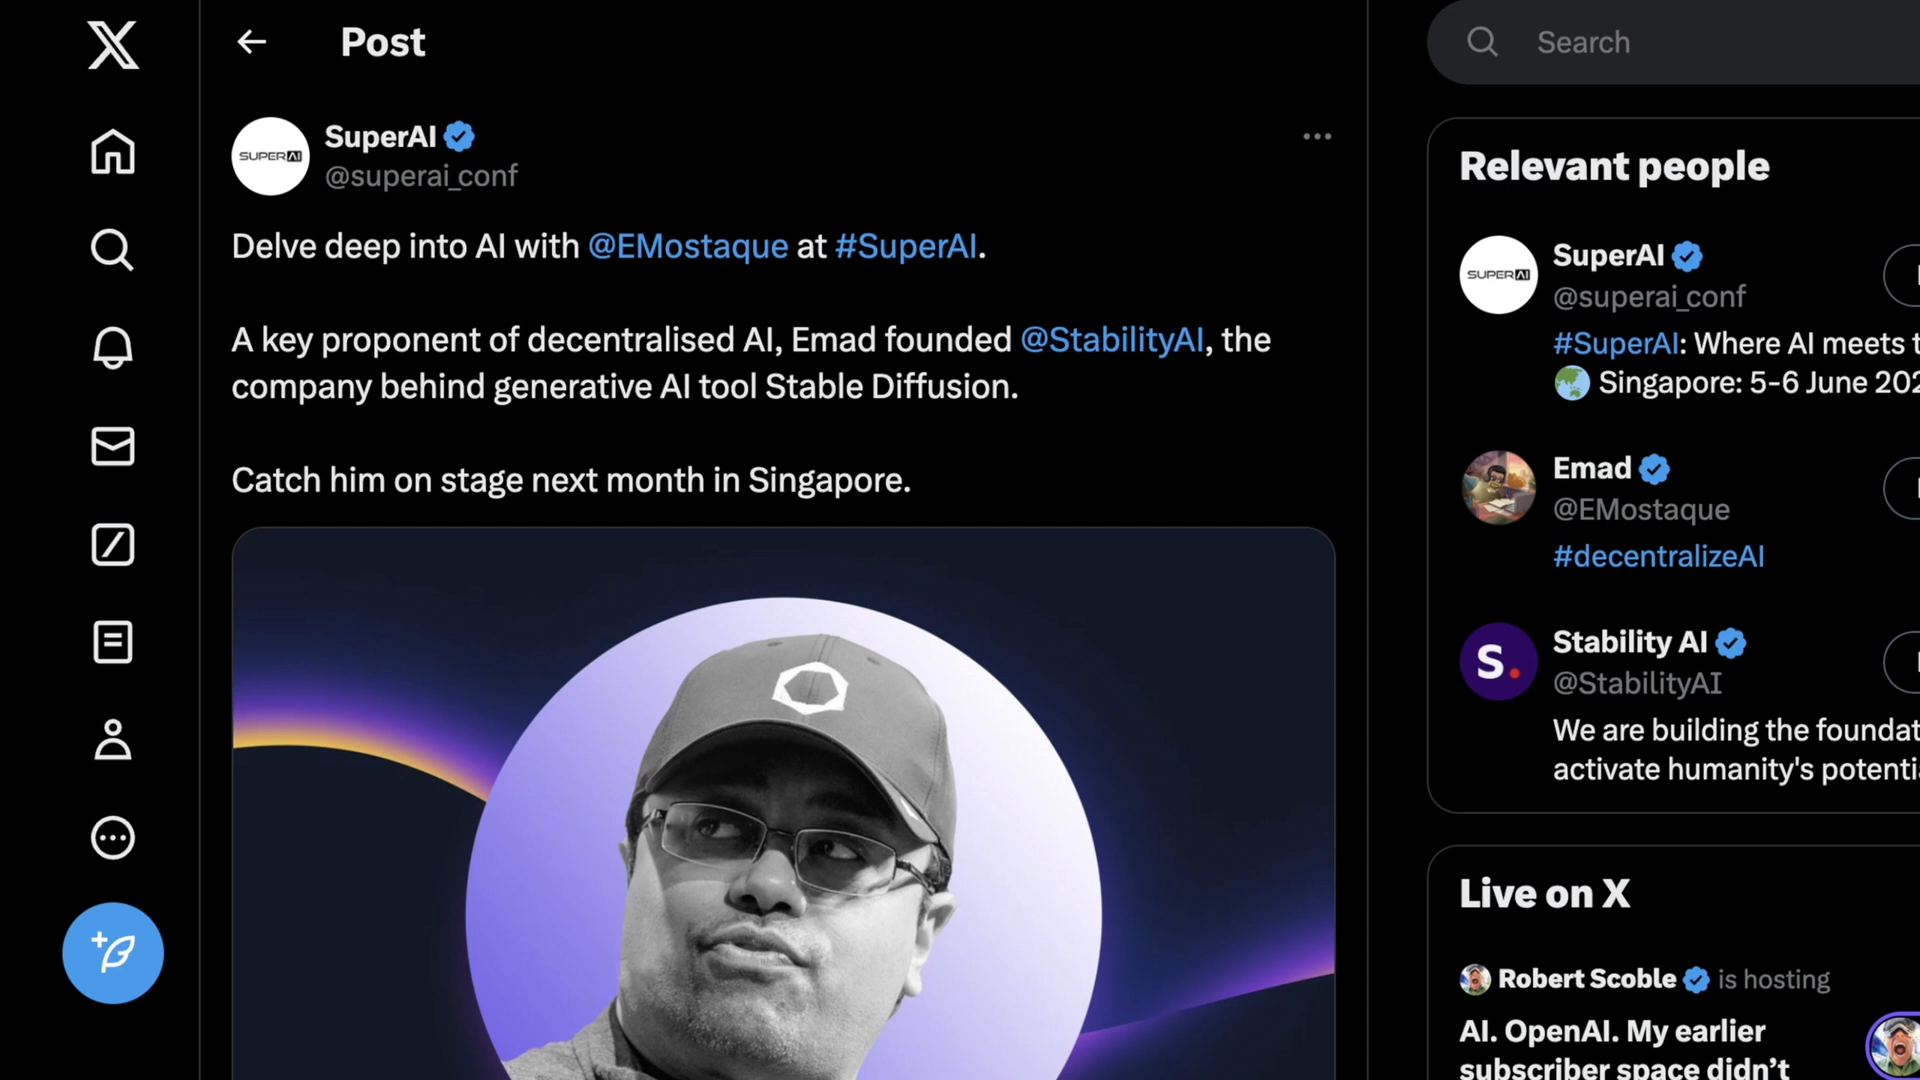 Post
SUPERAI
SuperAI
@superai_conf
Delve deep into AI with @EMostaque at #SuperAI.
A key proponent of decentralised AI, Emad founded @StabilityAI, the
company behind generative AI tool Stable Diffusion.
Catch him on stage next month in Singapore.
Search
Relevant people
SUPERAI
SuperAI
@superai_conf
#SuperAI: Where AI meets
Singapore: 5-6 June
Emad
@EMostaque
#decentralizeAI
S.
Stability AI
@StabilityAI
We are building the
activate humanity's
Live on X
Robert Scoble is hosting
AI. OpenAI. My earlier
subscriber space didn't